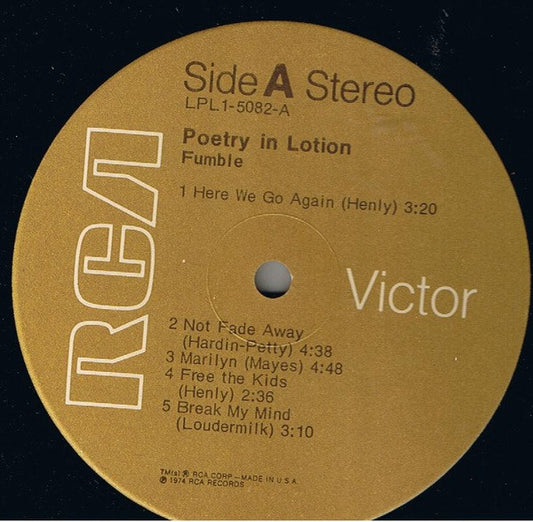 Side A Stereo
LPL1-5082-A
Poetry in Lotion
Fumble
1 Here We Go Again (Henly) 3:20
RCA
Victor
2 Not Fade Away
(Hardin-Petty) 4:38
3 Marilyn (Mayes) 4:48
4 Free the Kids
(Henly) 2:36
5 Break My Mind
(Loudermilk) 3:10
TM(s) ® RCA CORP—MADE IN U.S.A.
℗ 1974 RCA RECORDS